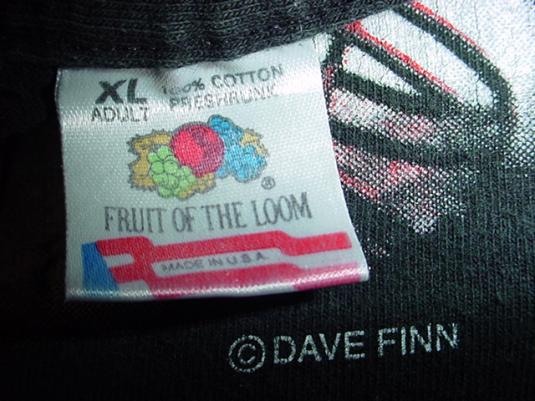 XL 100% COTTON
ADULT PRESHRUNK
®
FRUIT OF THE LOOM
MADE IN U.S.A.
© DAVE FINN